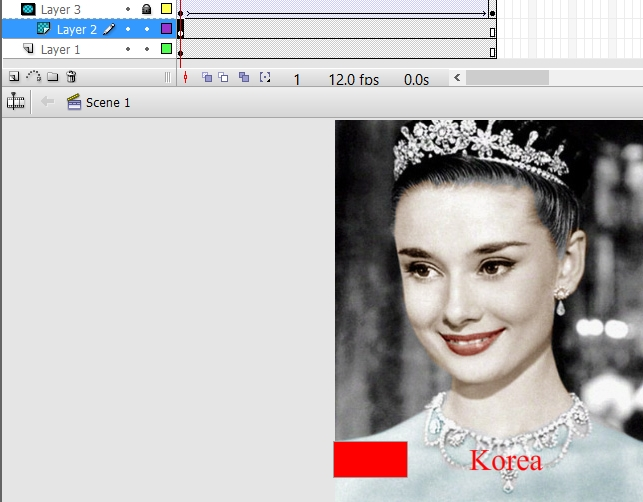 Layer 3
Layer 2
Layer 1
1 12.0 fps 0.0s
Scene 1
Korea